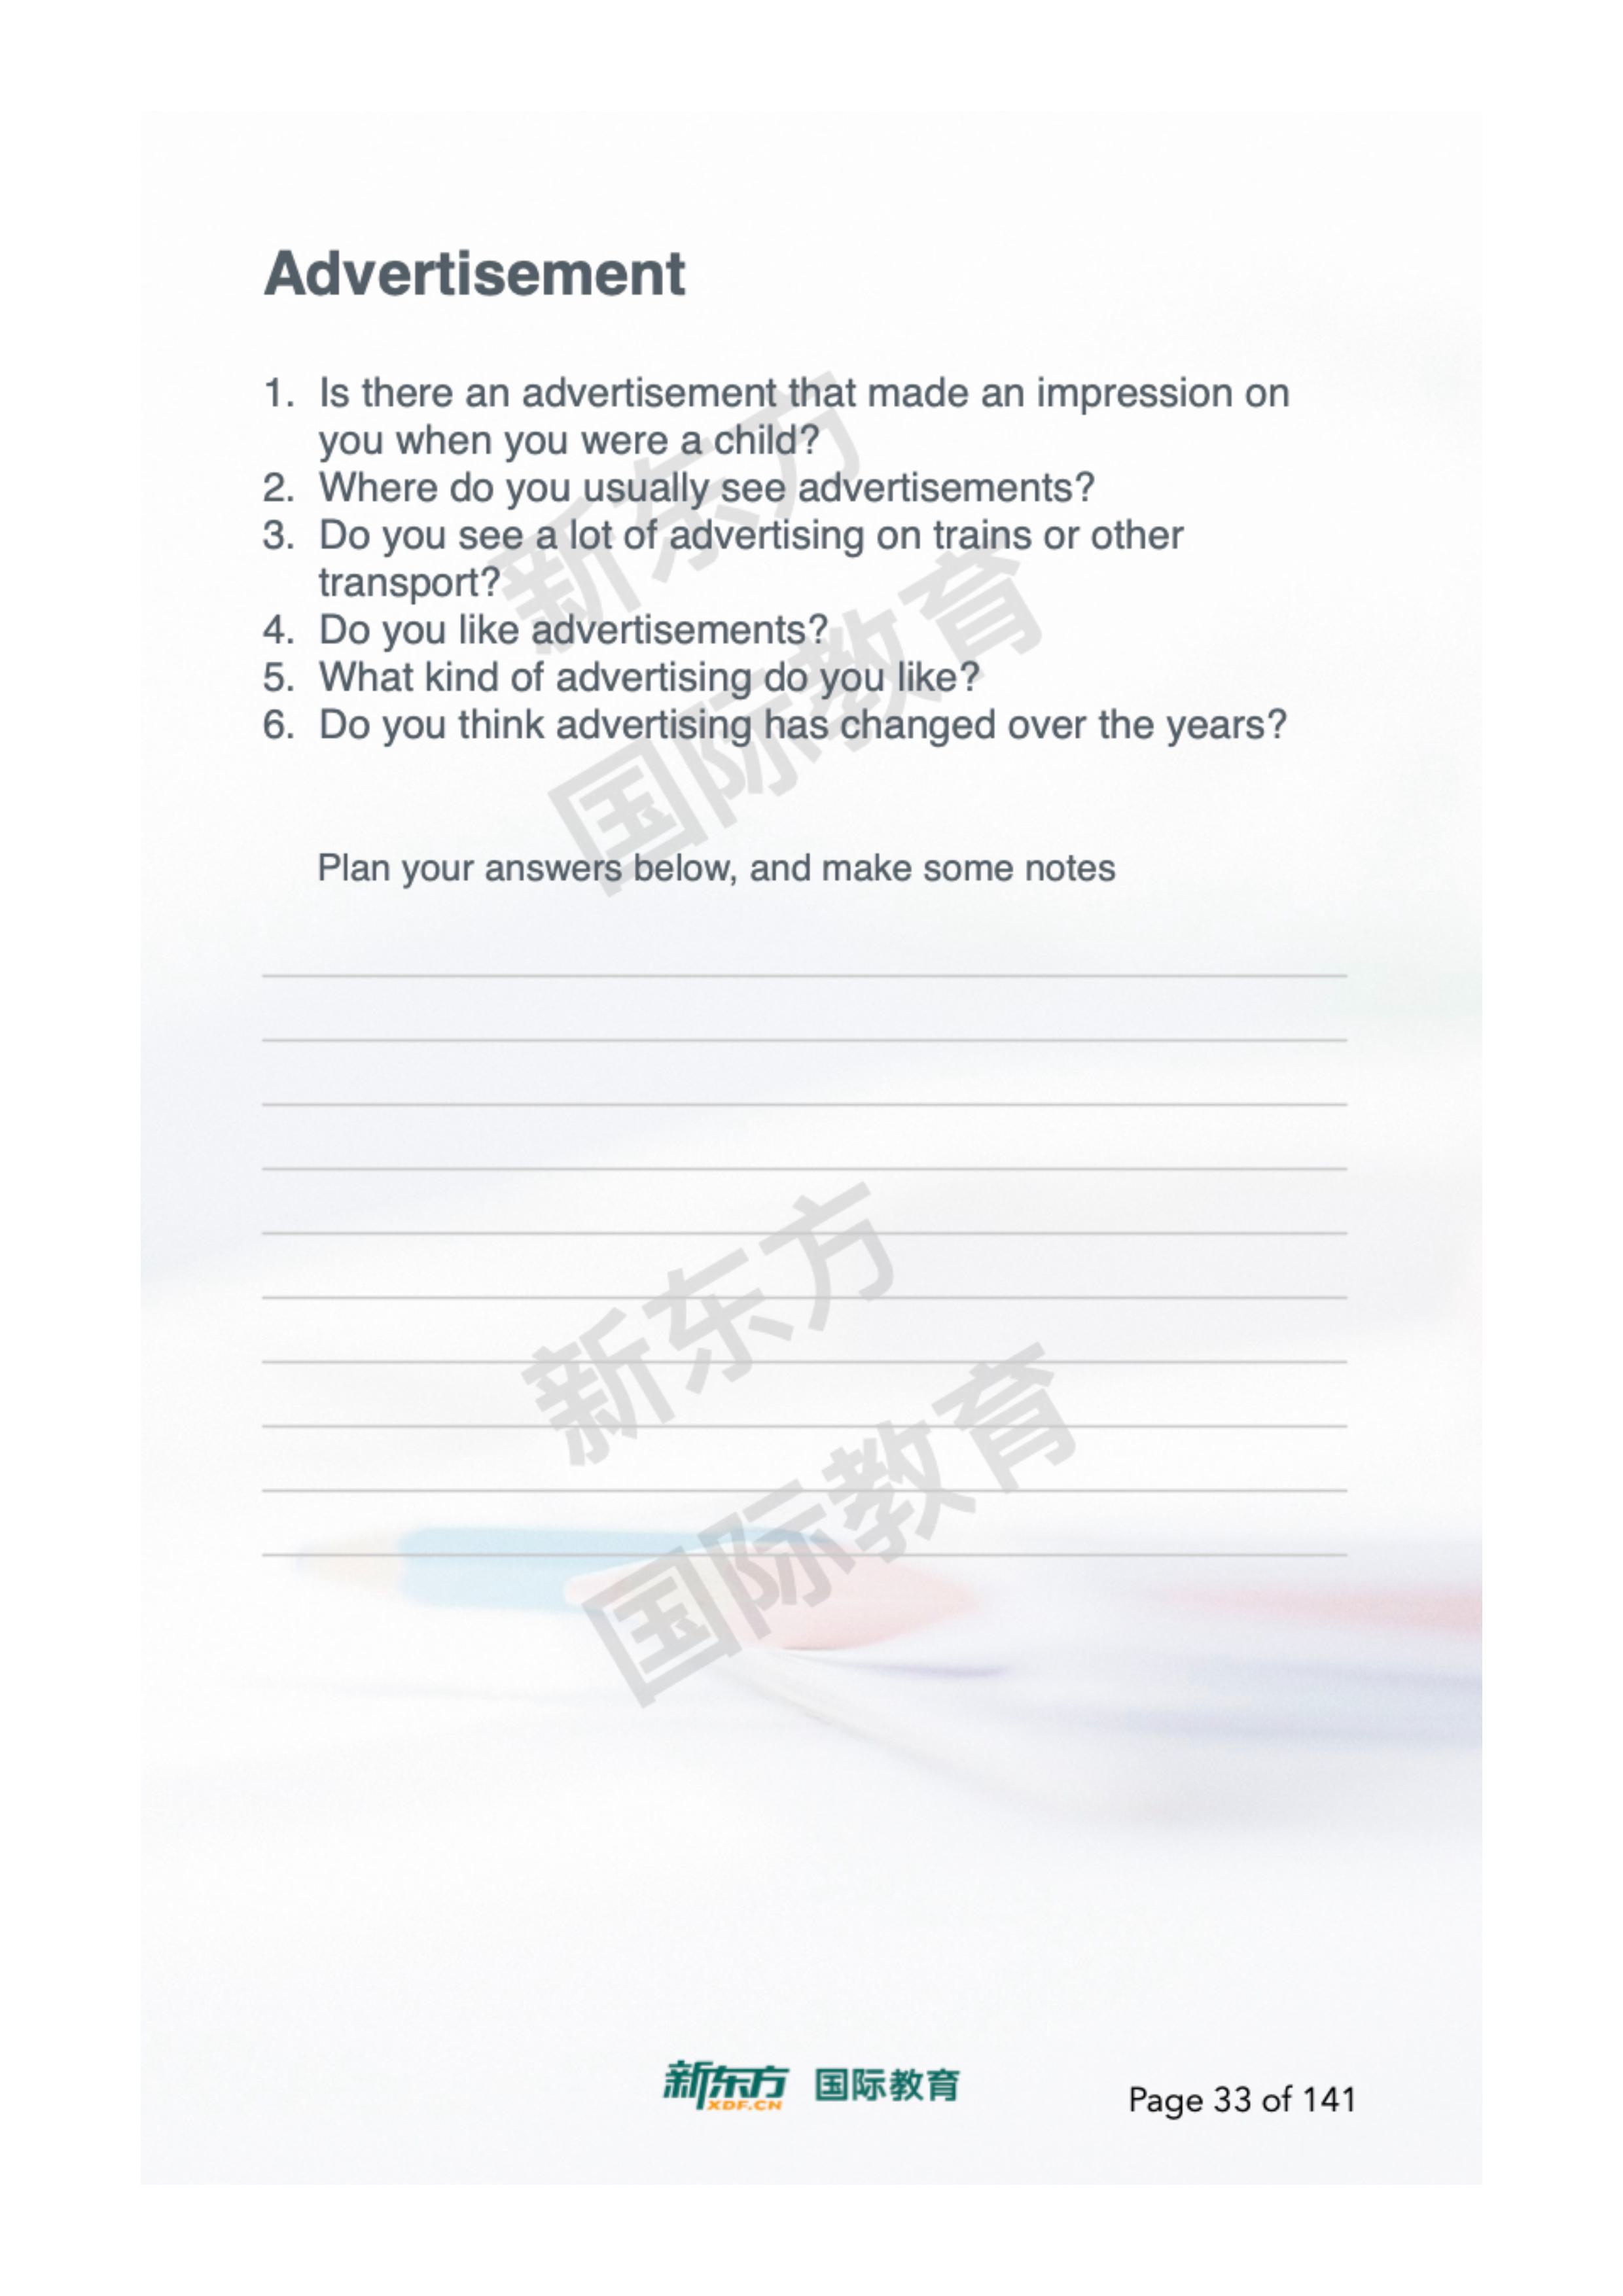 Advertisement
1. Is there an advertisement that made an impression on
you when you were a child?
2. Where do you usually see advertisements?
3. Do you see a lot of advertising on trains or other
transport?
4. Do you like advertisements?
5. What kind of advertising do you like?
6. Do you think advertising has changed over the years?
新东方
国际教育
Plan your answers below, and make some notes
新东方
国际教育
新东方 国际教育
XDF.CN
Page 33 of 141